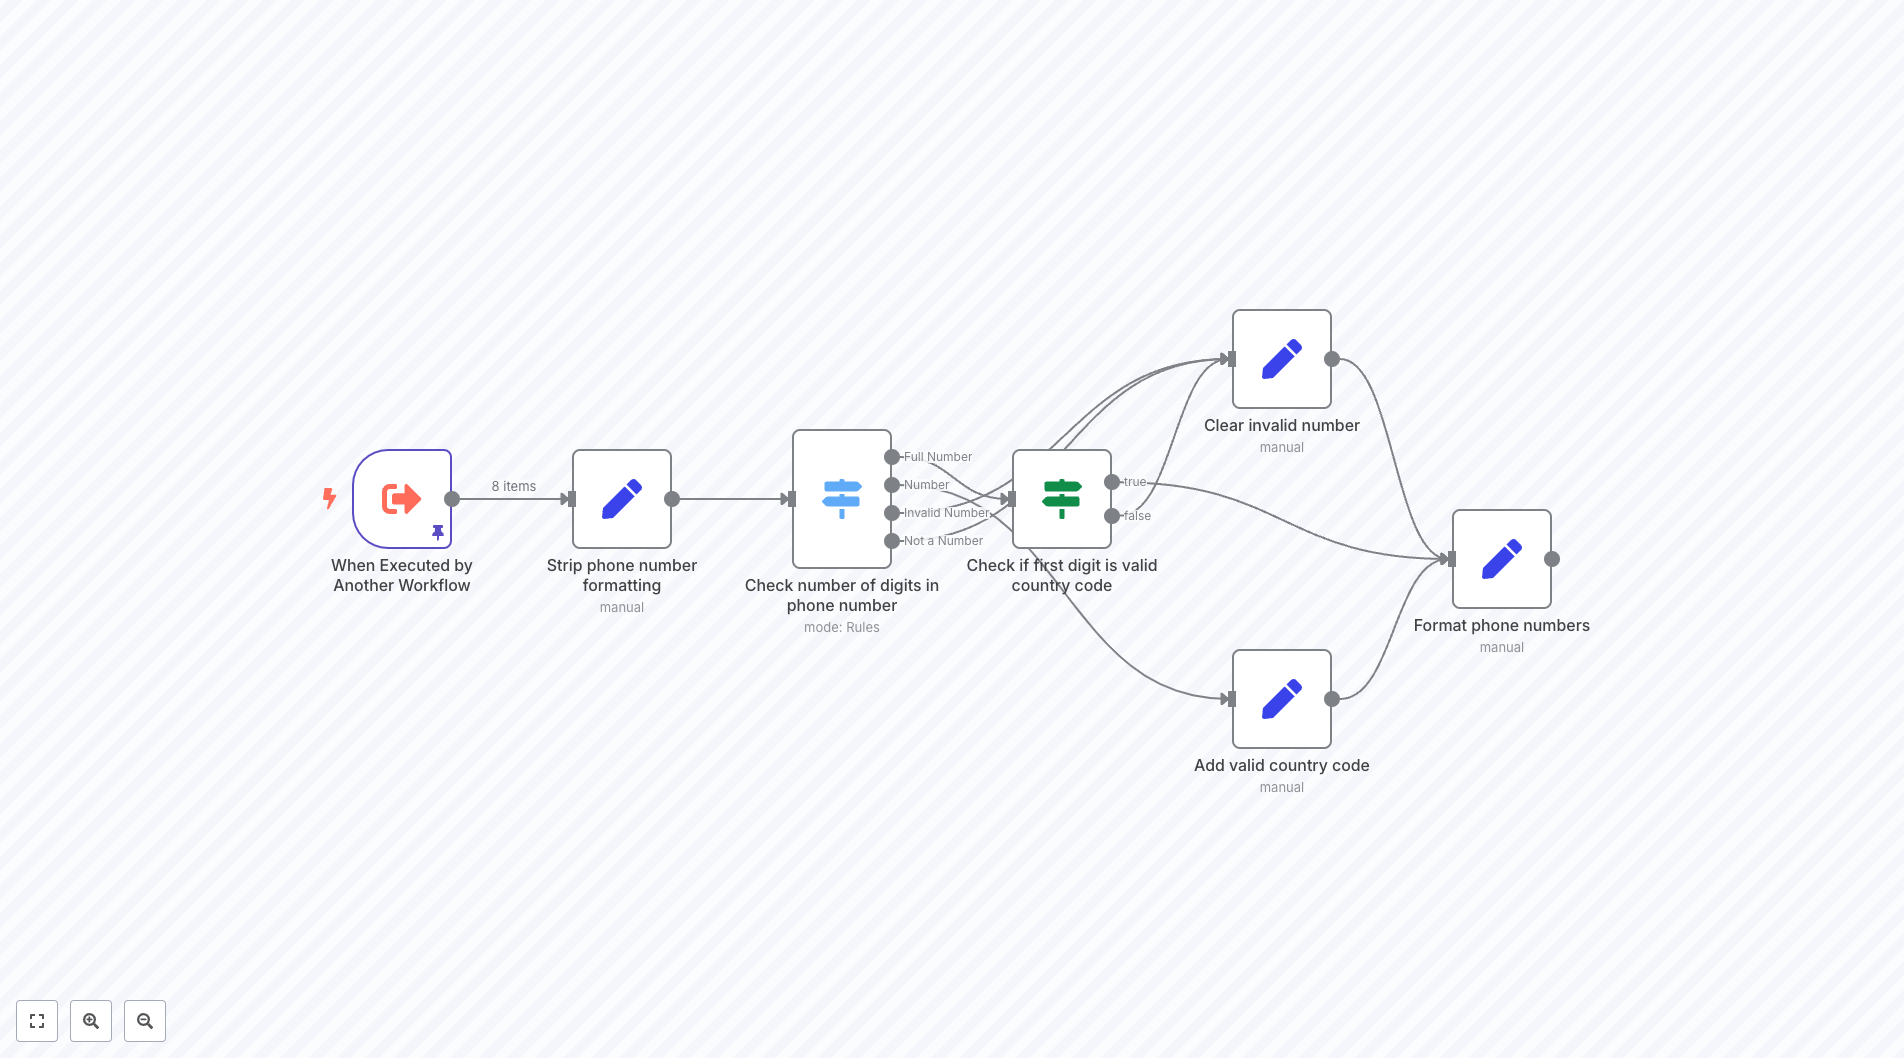 8 items
When Executed by
Another Workflow
Strip phone number
formatting
manual
Full Number
Number
Invalid Number
Not a Number
Check number of digits in
phone number
mode: Rules
true
false
Check if first digit is valid
country code
Clear invalid number
manual
Add valid country code
manual
Format phone numbers
manual